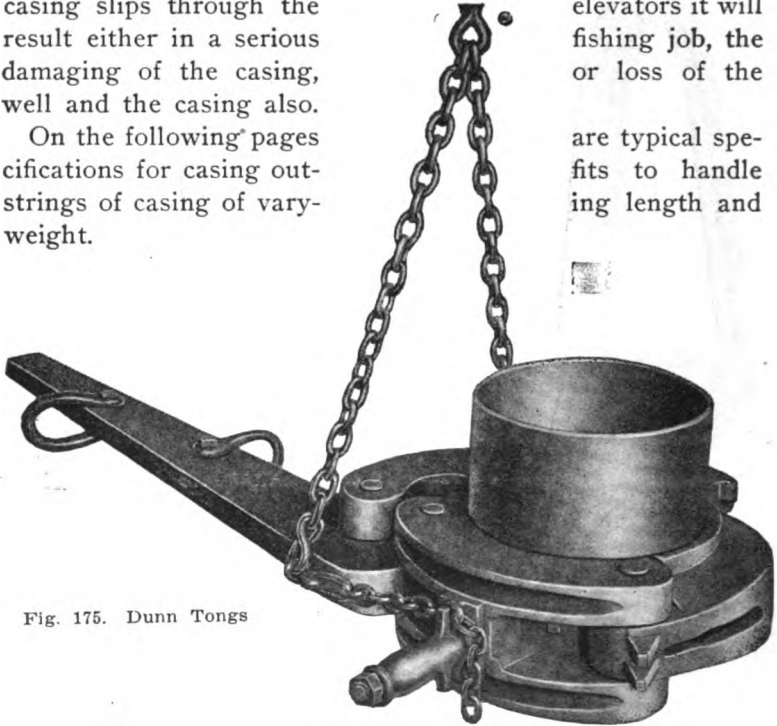 casing slips through the elevators it will
result either in a serious fishing job, the
damaging of the casing, or loss of the
well and the casing also.
On the following pages are typical spe-
cifications for casing out- fits to handle
strings of casing of vary- ing length and
weight.
Fig. 175. Dunn Tongs